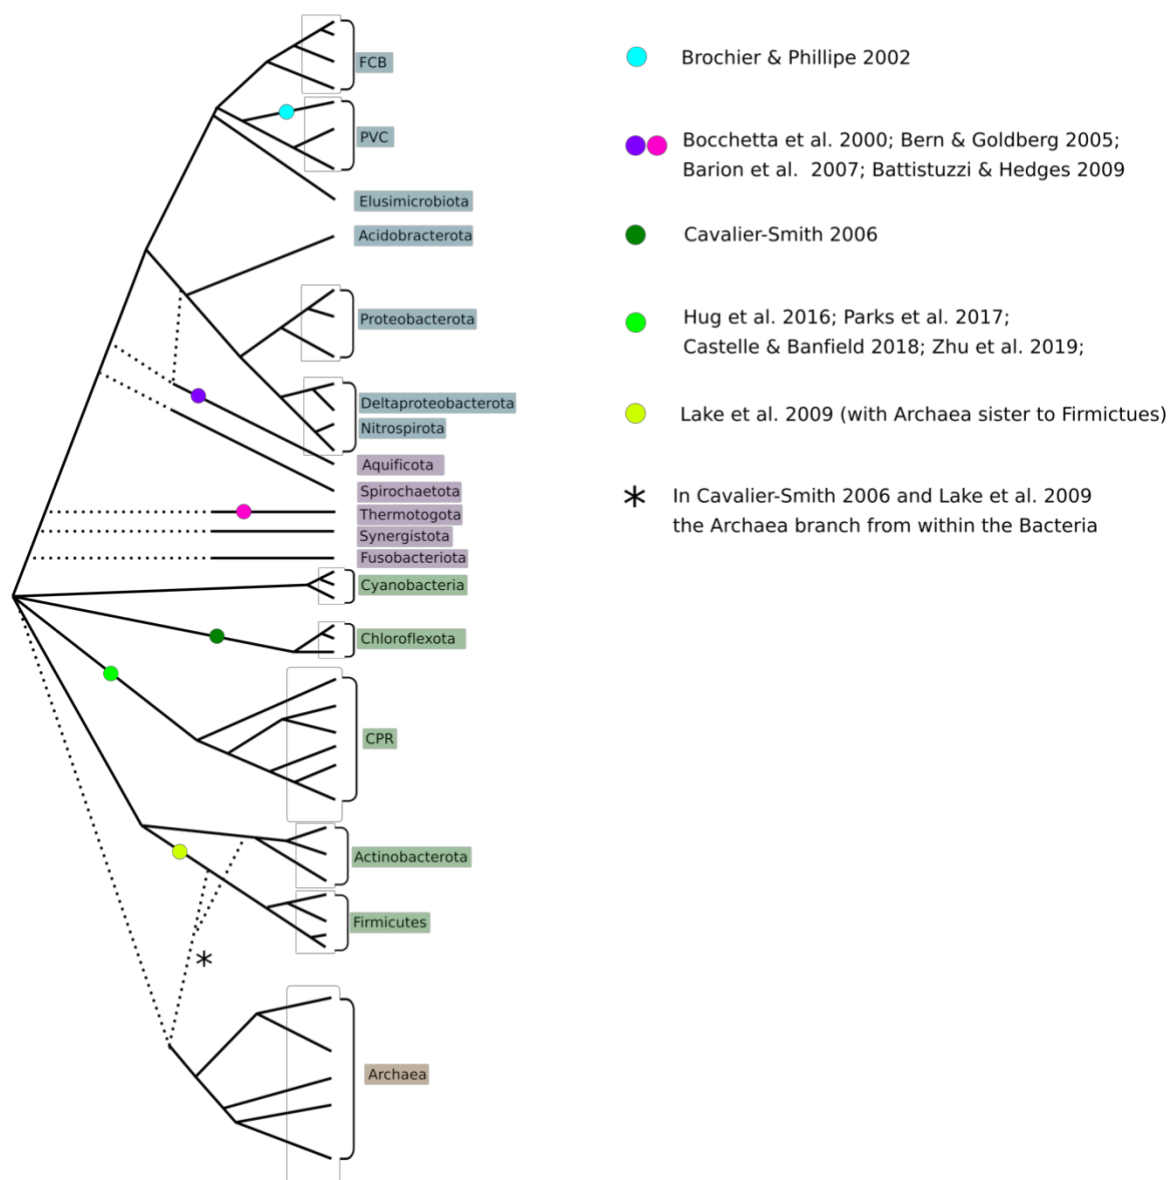 FCB
PVC
Elusimicrobiota
Acidobracterota
Proteobacterota
Deltaproteobacterota
Nitrospirota
Aquificota
Spirochaetota
Thermotogota
Synergistota
Fusobacteriota
Cyanobacteria
Chloroflexota
CPR
Actinobacterota
Firmicutes
*
Archaea
Brochier & Phillipe 2002
Bocchetta et al. 2000; Bern & Goldberg 2005;
Barion et al. 2007; Battistuzzi & Hedges 2009
Cavalier-Smith 2006
Hug et al. 2016; Parks et al. 2017;
Castelle & Banfield 2018; Zhu et al. 2019;
Lake et al. 2009 (with Archaea sister to Firmictues)
* In Cavalier-Smith 2006 and Lake et al. 2009
the Archaea branch from within the Bacteria